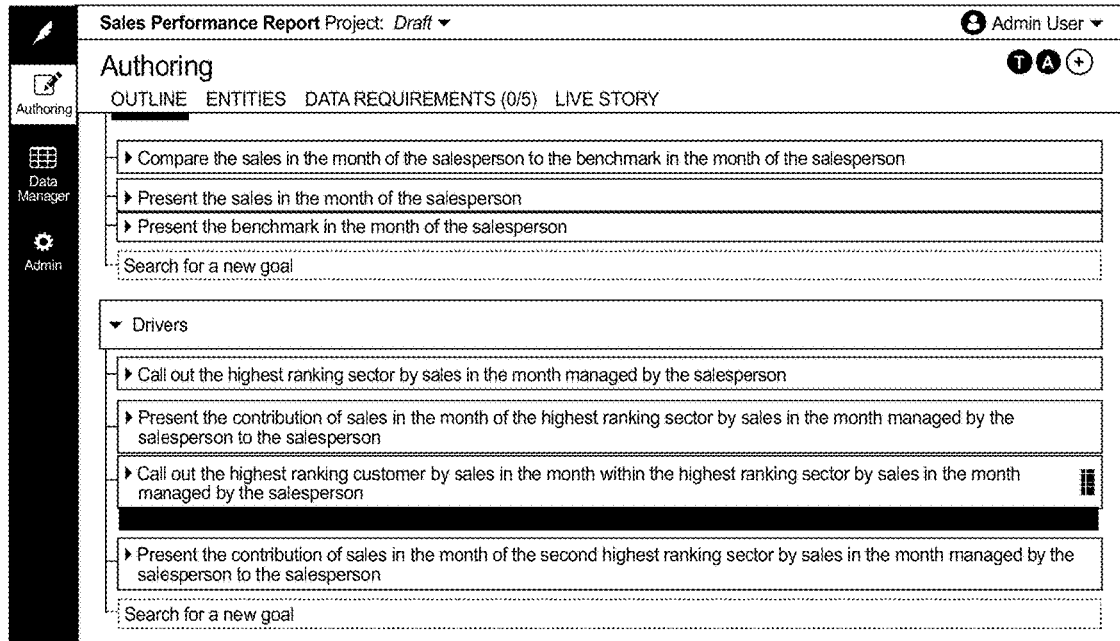 Sales Performance Report Project: Draft
Admin User
Authoring
T A +
OUTLINE ENTITIES DATA REQUIREMENTS (0/5) LIVE STORY
Authoring
Data
Manager
Admin
Compare the sales in the month of the salesperson to the benchmark in the month of the salesperson
Present the sales in the month of the salesperson
Present the benchmark in the month of the salesperson
Search for a new goal
Drivers
Call out the highest ranking sector by sales in the month managed by the salesperson
Present the contribution of sales in the month of the highest ranking sector by sales in the month managed by the
salesperson to the salesperson
Call out the highest ranking customer by sales in the month within the highest ranking sector by sales in the month
managed by the salesperson
Present the contribution of sales in the month of the second highest ranking sector by sales in the month managed by the
salesperson to the salesperson
Search for a new goal